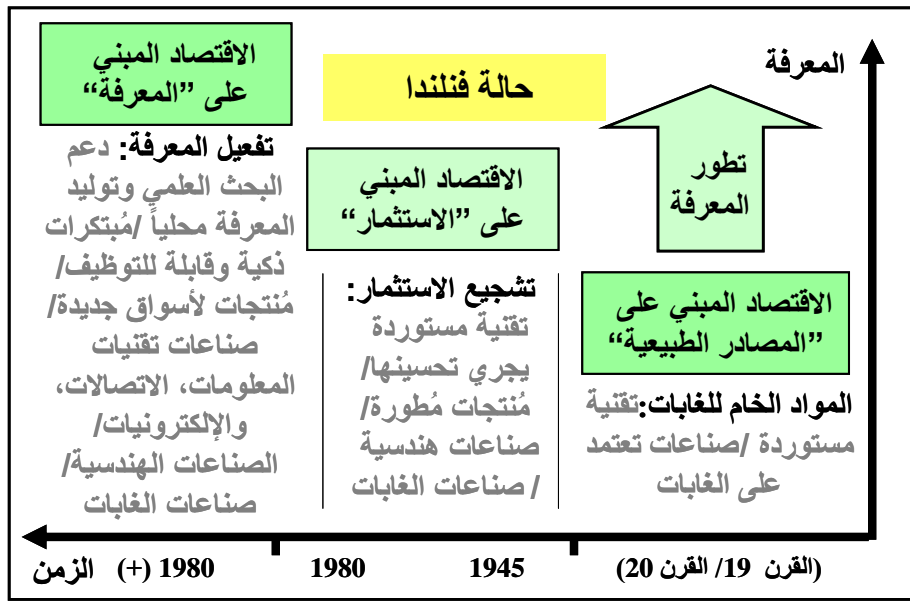 المعرفة
حالة فنلندا
تطور
المعرفة
الاقتصاد المبني على
”المصادر الطبيعية“
المواد الخام للغابات:تقنية
مستوردة /صناعات تعتمد
على الغابات
الاقتصاد المبني
على ”الاستثمار“
تشجيع الاستثمار:
تقنية مستوردة
يجري تحسينها/
مُنتجات مُطورة/
صناعات هندسية
/ صناعات الغابات
الاقتصاد المبني
على ”المعرفة“
تفعيل المعرفة: دعم
البحث العلمي وتوليد
المعرفة محلياً /مُبتكرات
ذكية وقابلة للتوظيف/
مُنتجات لأسواق جديدة/
صناعات تقنيات
المعلومات، الاتصالات،
والإلكترونيات/
الصناعات الهندسية/
صناعات الغابات
(القرن 19/ القرن 20)
1945
1980
1980 (+)
الزمن